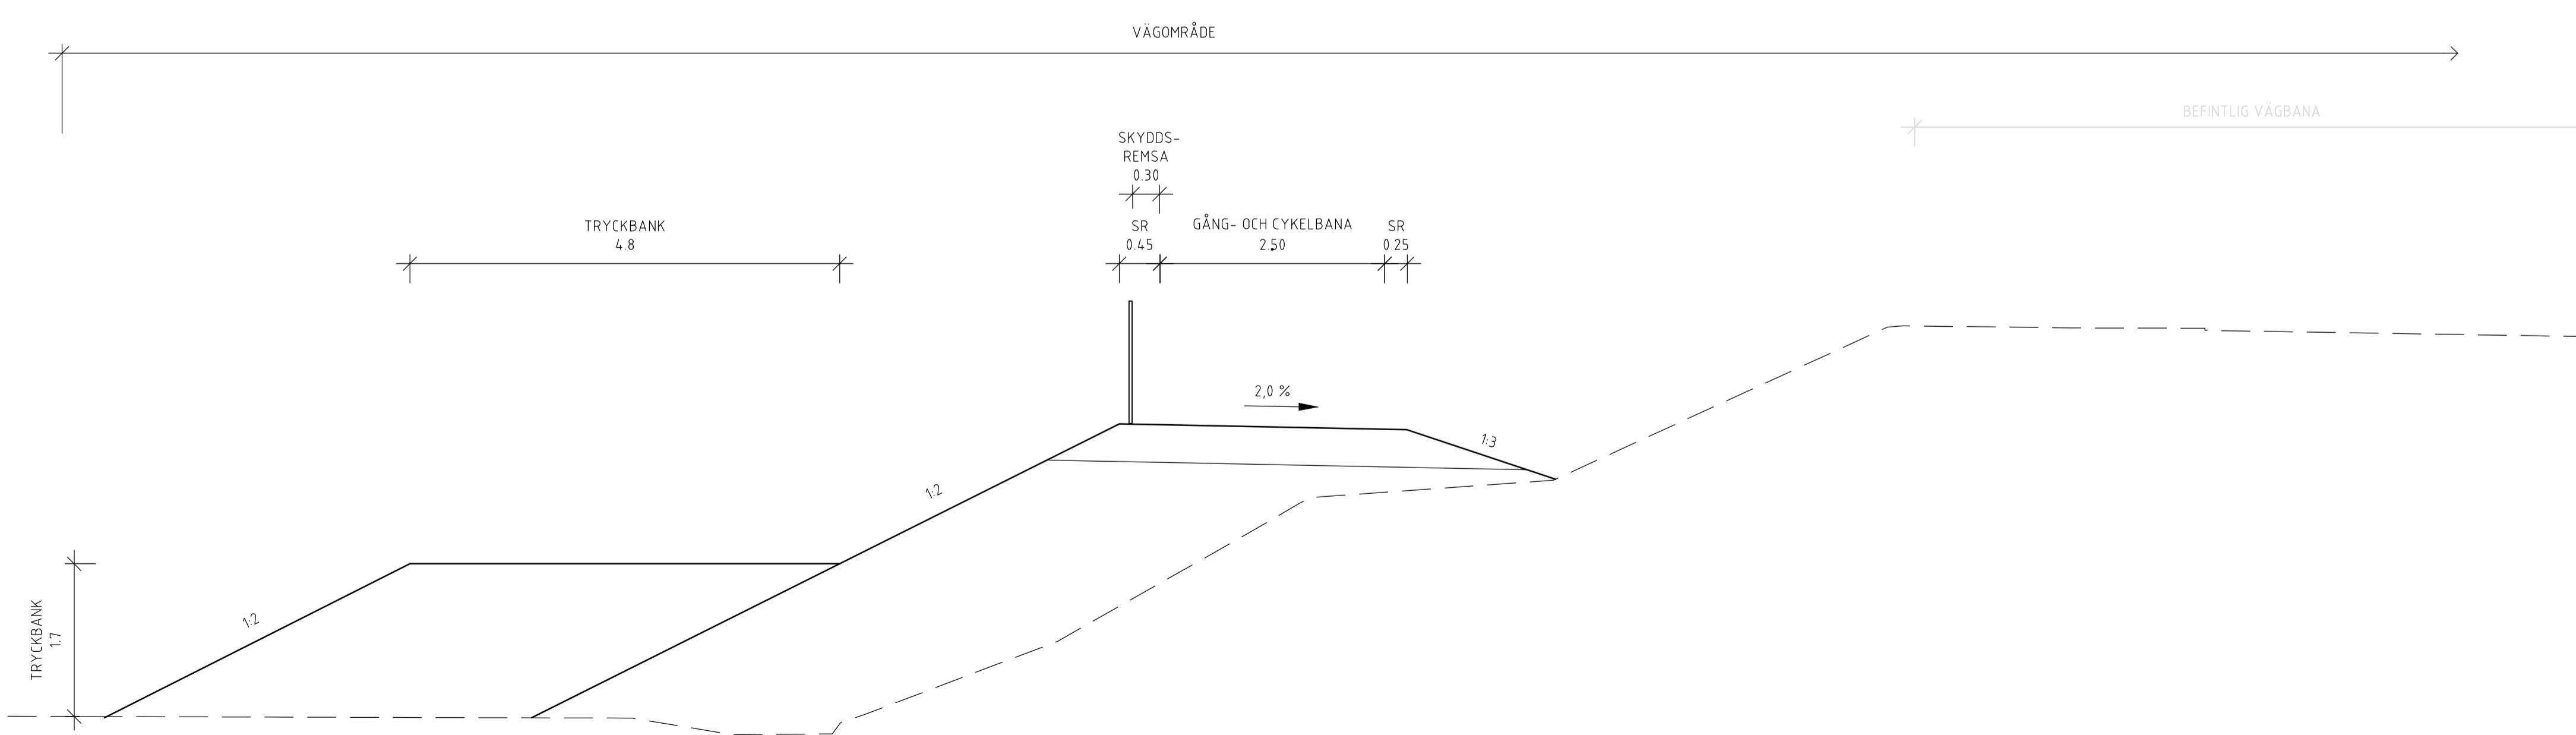 VÄGOMRÅDE
BEFINTLIG VÄGBANA
SKYDDS-
REMSA
0.30
TRYCKBANK
4.8
SR
0.45
GÅNG- OCH CYKELBANA
2.50
SR
0.25
2,0 %
1:3
1:2
1:2
TRYCKBANK
1.7